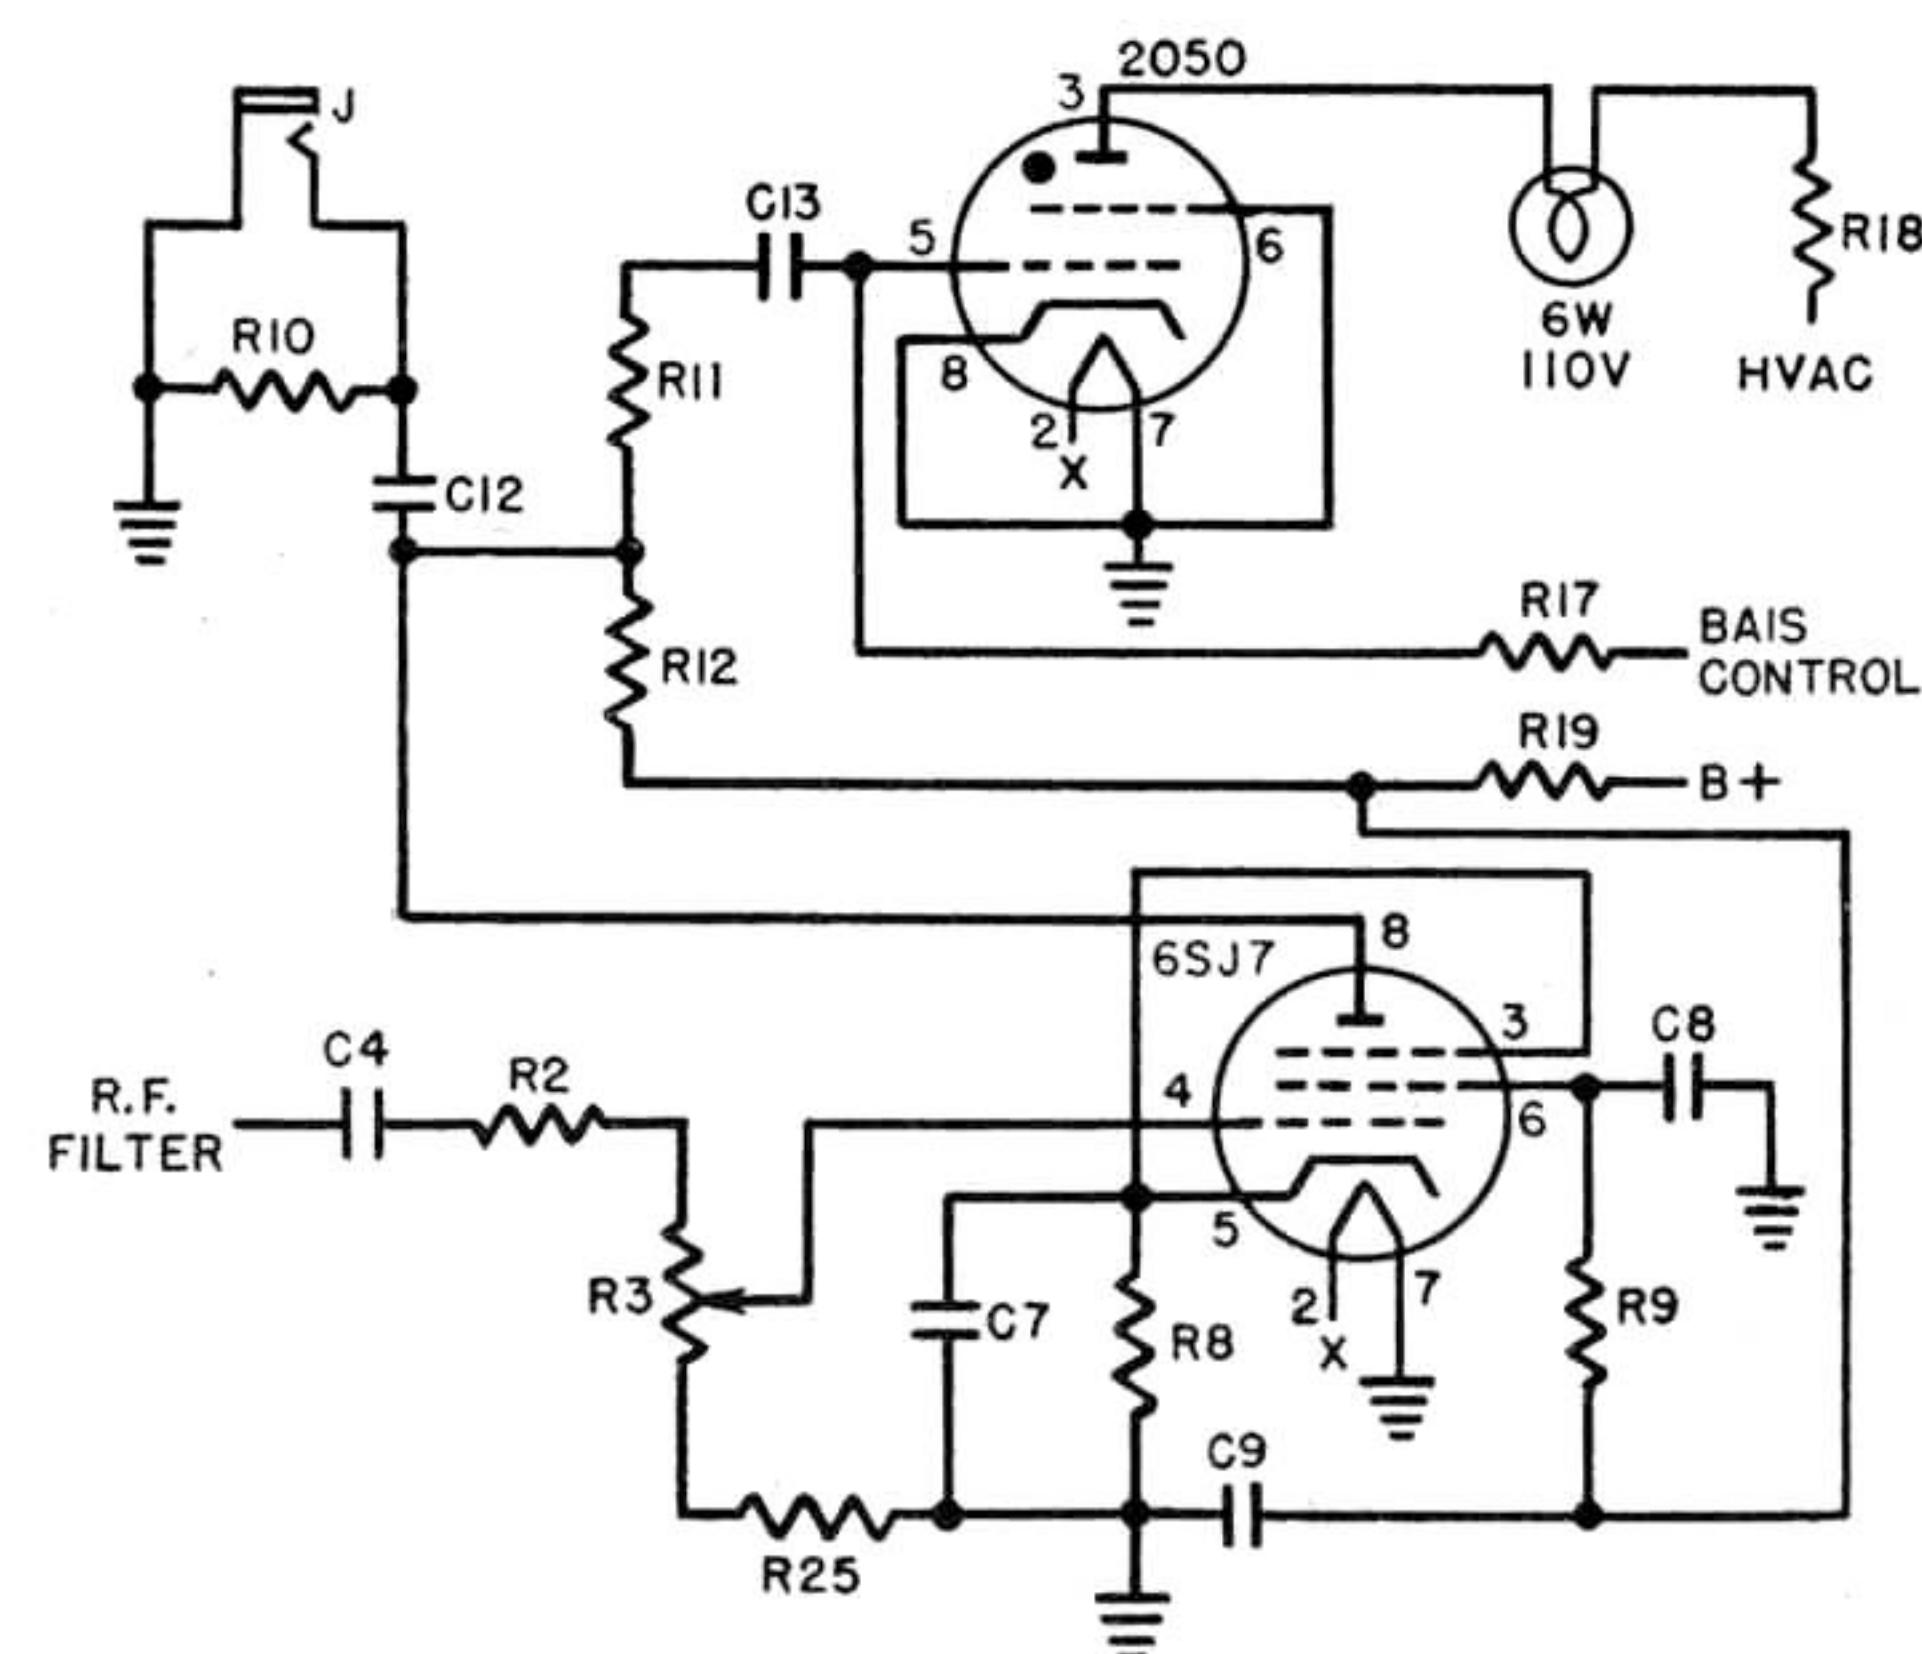 2050
3
J
C13
5
6
R18
R10
R11
8
6W
110V
HVAC
2
7
X
C12
R17
BAIS
CONTROL
R12
R19
B+
8
6SJ7
3
C8
C4
R2
4
R.F.
FILTER
6
5
R3
C7
R8
2
7
X
R9
C9
R25